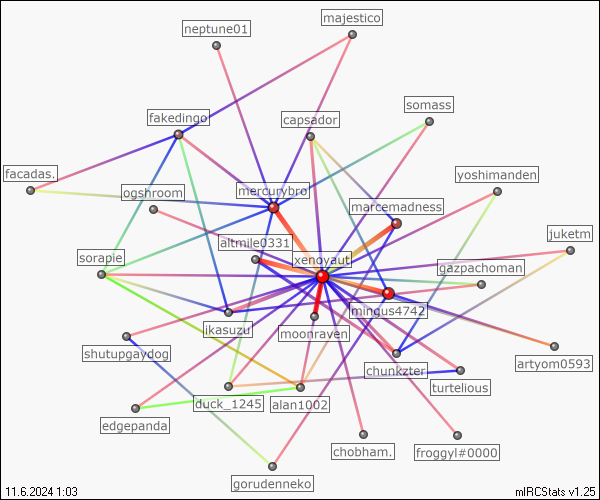 majestico
neptune01
somass
fakedingo
capsador
facadas.
yoshimanden
ogshroom
mercurybro
marcemadness
juketm
altmile0331
sorapie
xenoyaut
gazpachoman
mingus4742
ikasuzu
moonraven
shutupgaydog
artyom0593
chunkzter
turtelious
duck_1245
alan1002
edgepanda
chobham.
froggyl#0000
gorudenneko
11.6.2024 1:03
mIRCStats v1.25